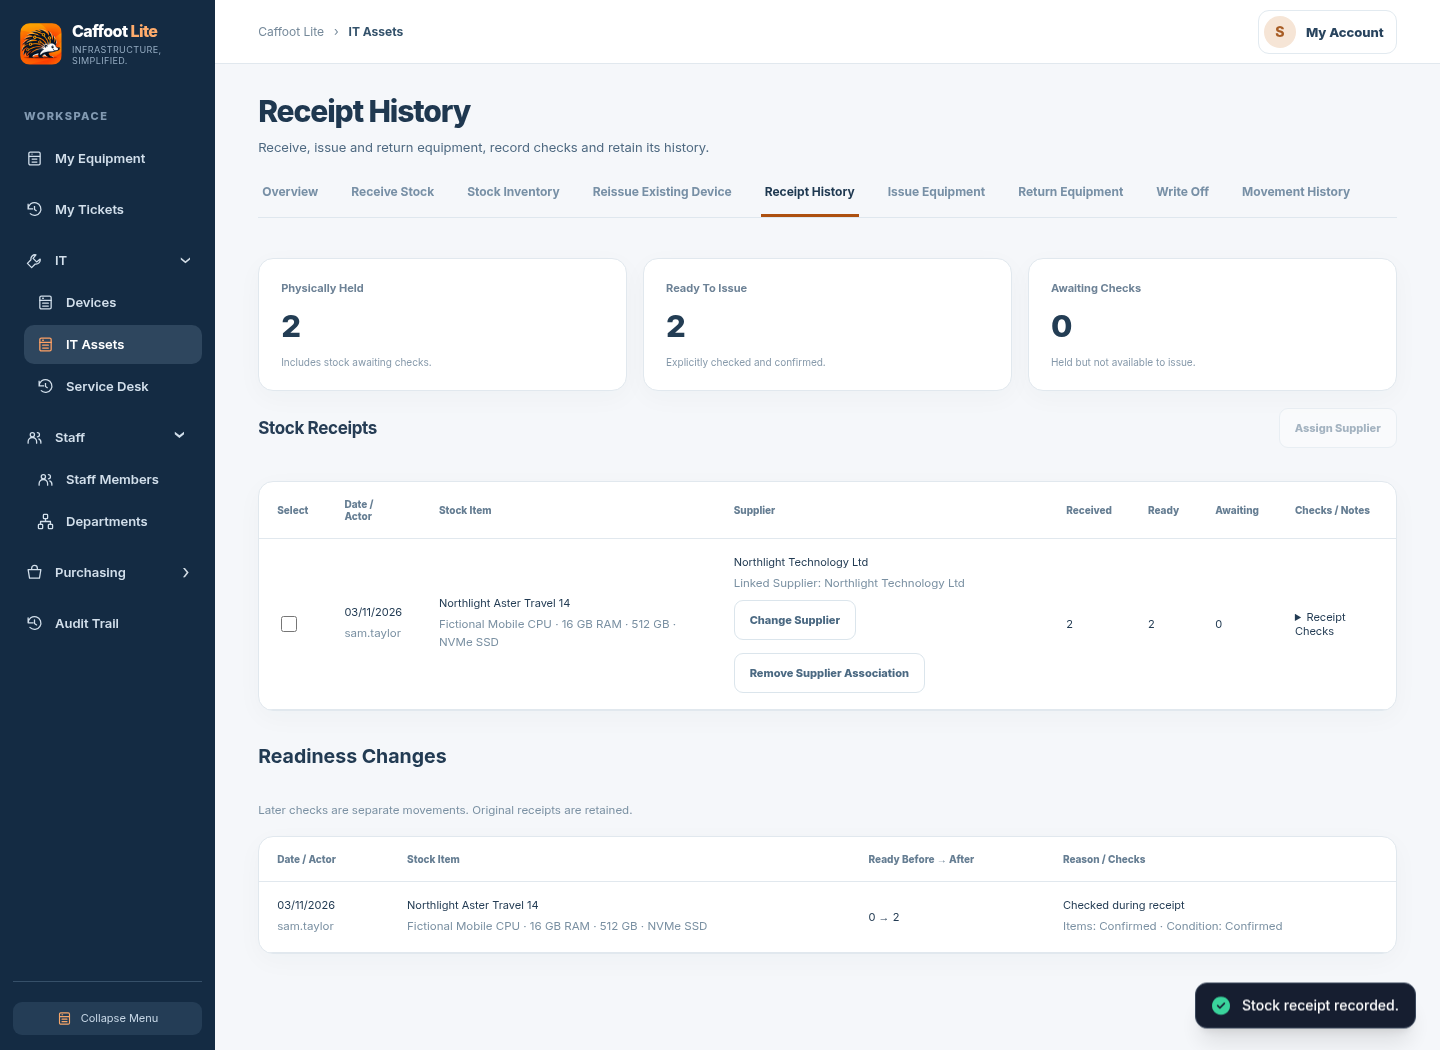 Caffoot Lite
INFRASTRUCTURE,
SIMPLIFIED.
WORKSPACE
My Equipment
My Tickets
IT
Devices
IT Assets
Service Desk
Staff
Staff Members
Departments
Purchasing
Audit Trail
Collapse Menu
Caffoot Lite › IT Assets
S My Account
Receipt History
Receive, issue and return equipment, record checks and retain its history.
Overview Receive Stock Stock Inventory Reissue Existing Device Receipt History Issue Equipment Return Equipment Write Off Movement History
Physically Held
2
Includes stock awaiting checks.
Ready To Issue
2
Explicitly checked and confirmed.
Awaiting Checks
0
Held but not available to issue.
Stock Receipts
Assign Supplier
Select Date / Actor Stock Item Supplier Received Ready Awaiting Checks / Notes
03/11/2026
sam.taylor
Northlight Aster Travel 14
Fictional Mobile CPU · 16 GB RAM · 512 GB ·
NVMe SSD
Northlight Technology Ltd
Linked Supplier: Northlight Technology Ltd
Change Supplier
Remove Supplier Association
2
2
0
Receipt
Checks
Readiness Changes
Later checks are separate movements. Original receipts are retained.
Date / Actor Stock Item Ready Before → After Reason / Checks
03/11/2026
sam.taylor
Northlight Aster Travel 14
Fictional Mobile CPU · 16 GB RAM · 512 GB · NVMe SSD
0 → 2
Checked during receipt
Items: Confirmed · Condition: Confirmed
Stock receipt recorded.